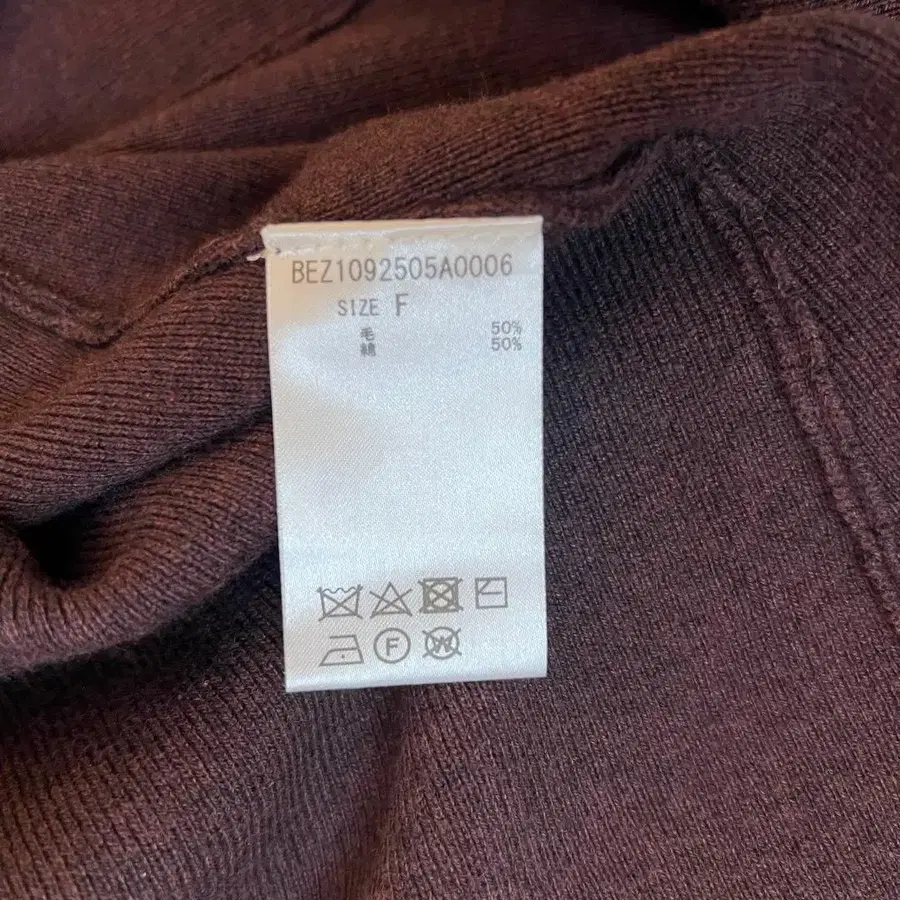 BEZ1092505A0006
SIZE F
毛 50%
綿 50%
F
W